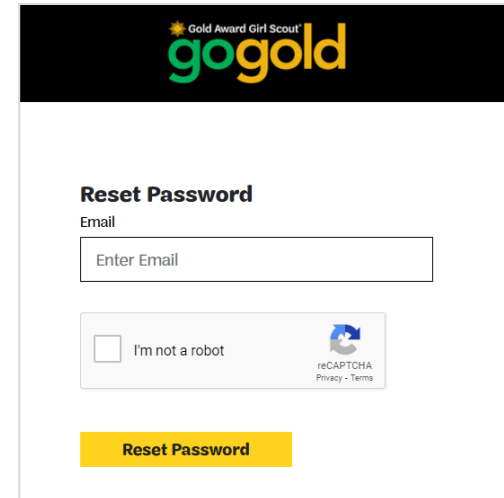 Gold Award Girl Scout
gogold
Reset Password
Email
Enter Email
I'm not a robot
reCAPTCHA
Privacy - Terms
Reset Password